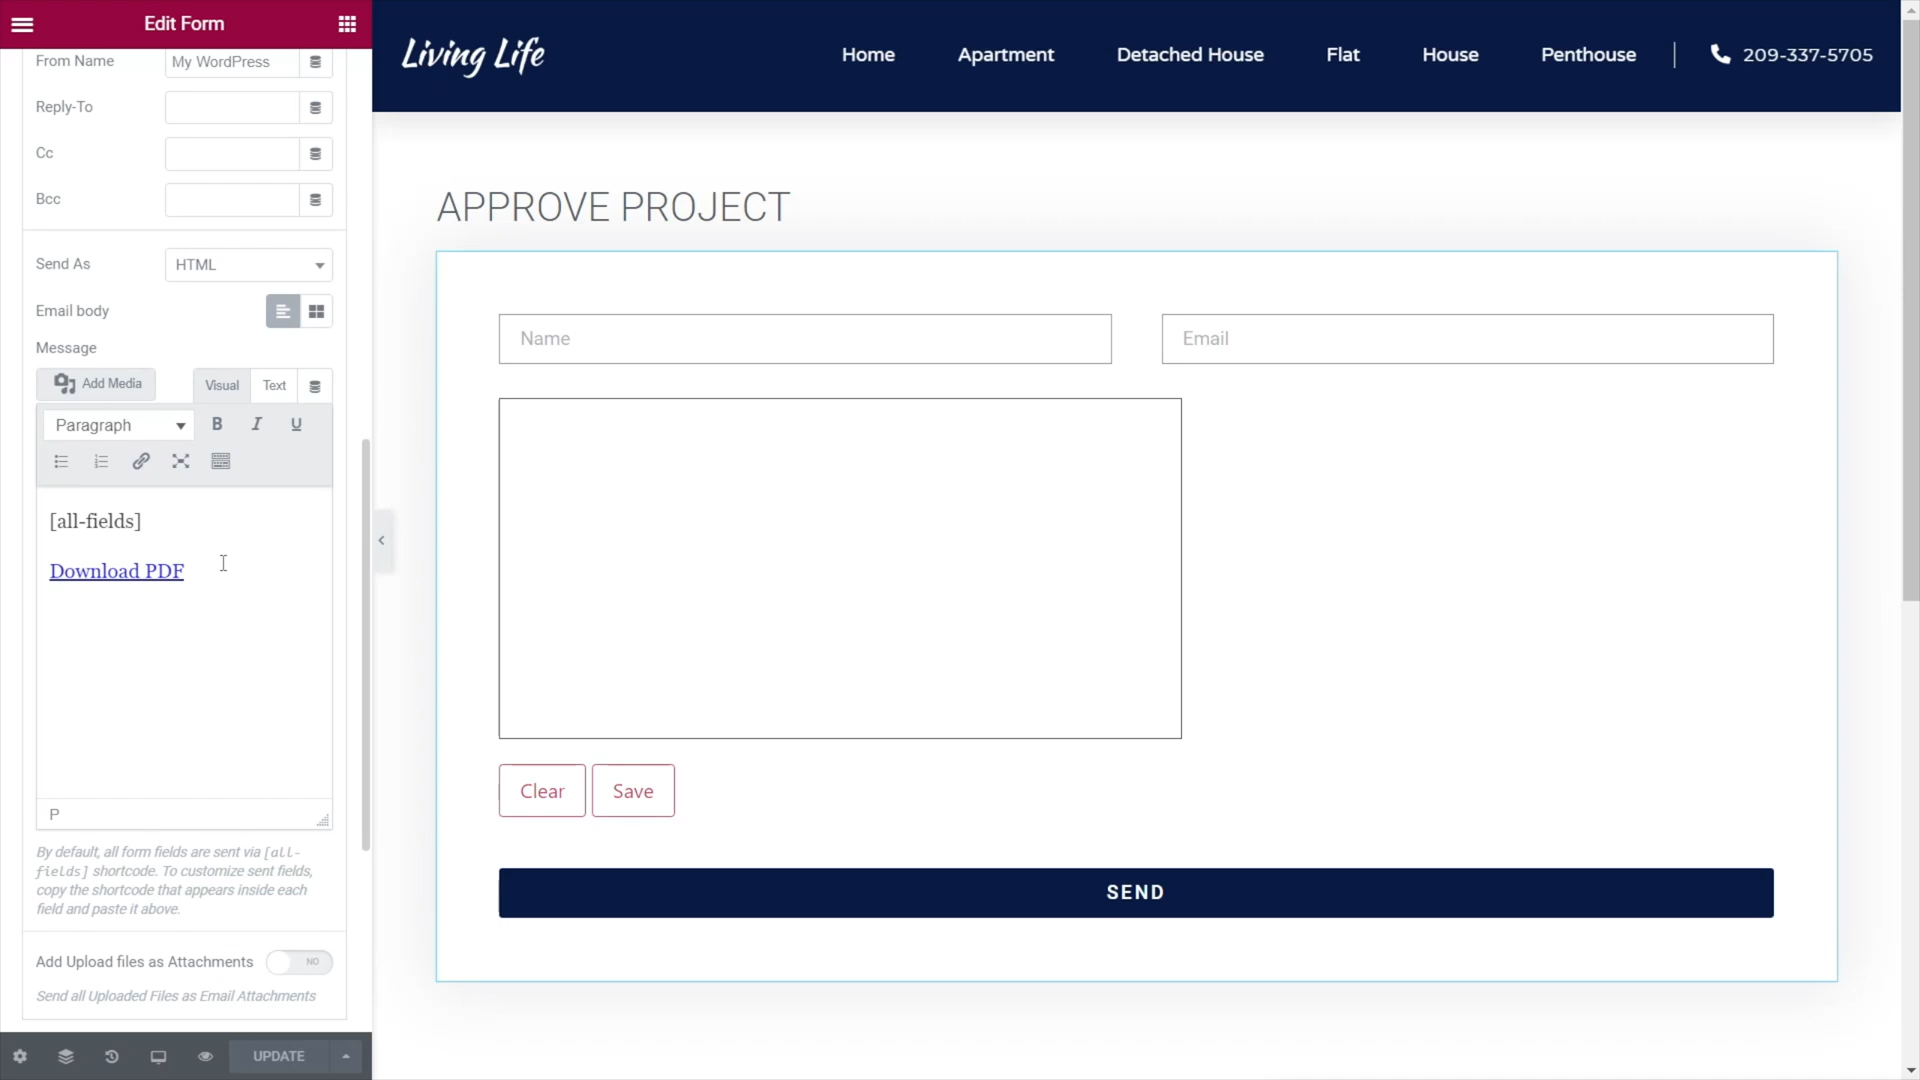 Edit Form
From Name
My WordPress
Reply-To
Cc
Bcc
Send As
HTML
Email body
Message
Add Media
Visual
Text
Paragraph
B
I
U
[all-fields]
Download PDF
P
By default, all form fields are sent via [all-
fields] shortcode. To customize sent fields,
copy the shortcode that appears inside each
field and paste it above.
Add Upload files as Attachments
NO
Send all Uploaded Files as Email Attachments
UPDATE
Living Life
Home
Apartment
Detached House
Flat
House
Penthouse
209-337-5705
APPROVE PROJECT
Name
Email
Clear
Save
SEND